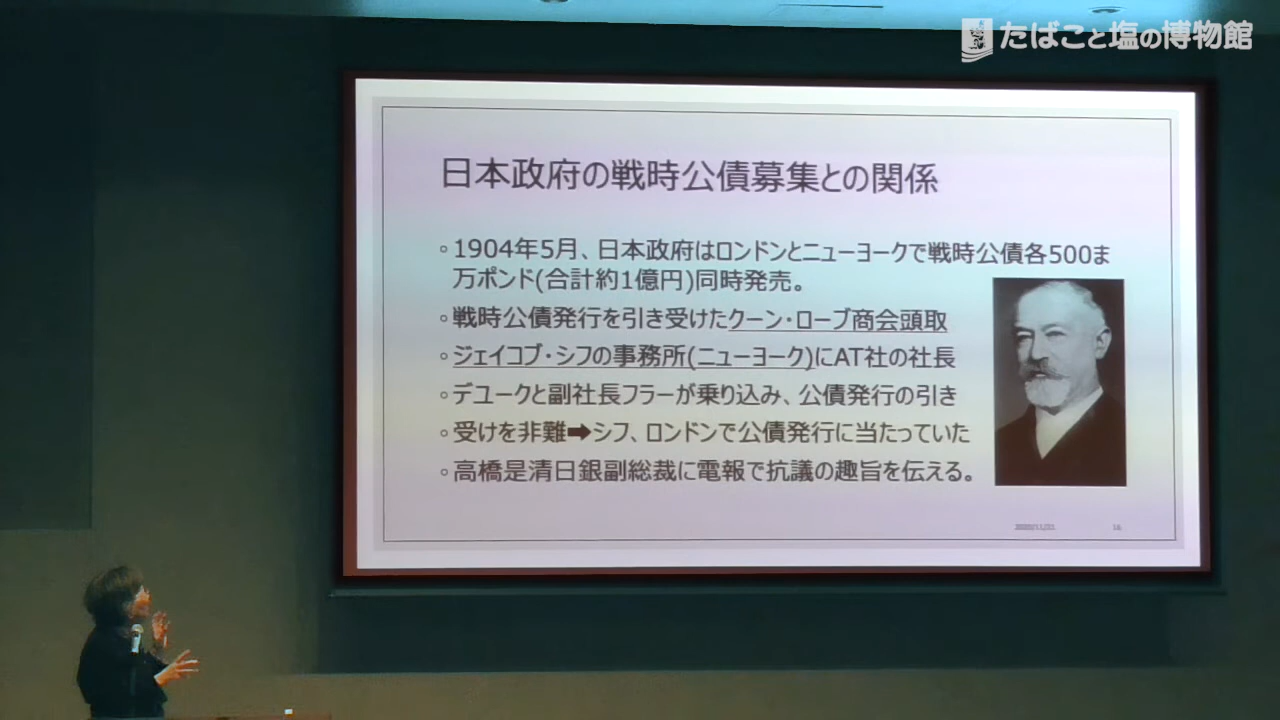 たばこと塩の博物館
日本政府の戦時公債募集との関係
◦1904年5月、日本政府はロンドンとニューヨークで戦時公債各500ま
万ポンド(合計約1億円)同時発売。
◦戦時公債発行を引き受けたクーン・ローブ商会頭取
◦ジェイコブ・シフの事務所(ニューヨーク)にAT社の社長
◦デュークと副社長フラーが乗り込み、公債発行の引き
◦受けを非難➡シフ、ロンドンで公債発行に当たっていた
◦高橋是清日銀副総裁に電報で抗議の趣旨を伝える。